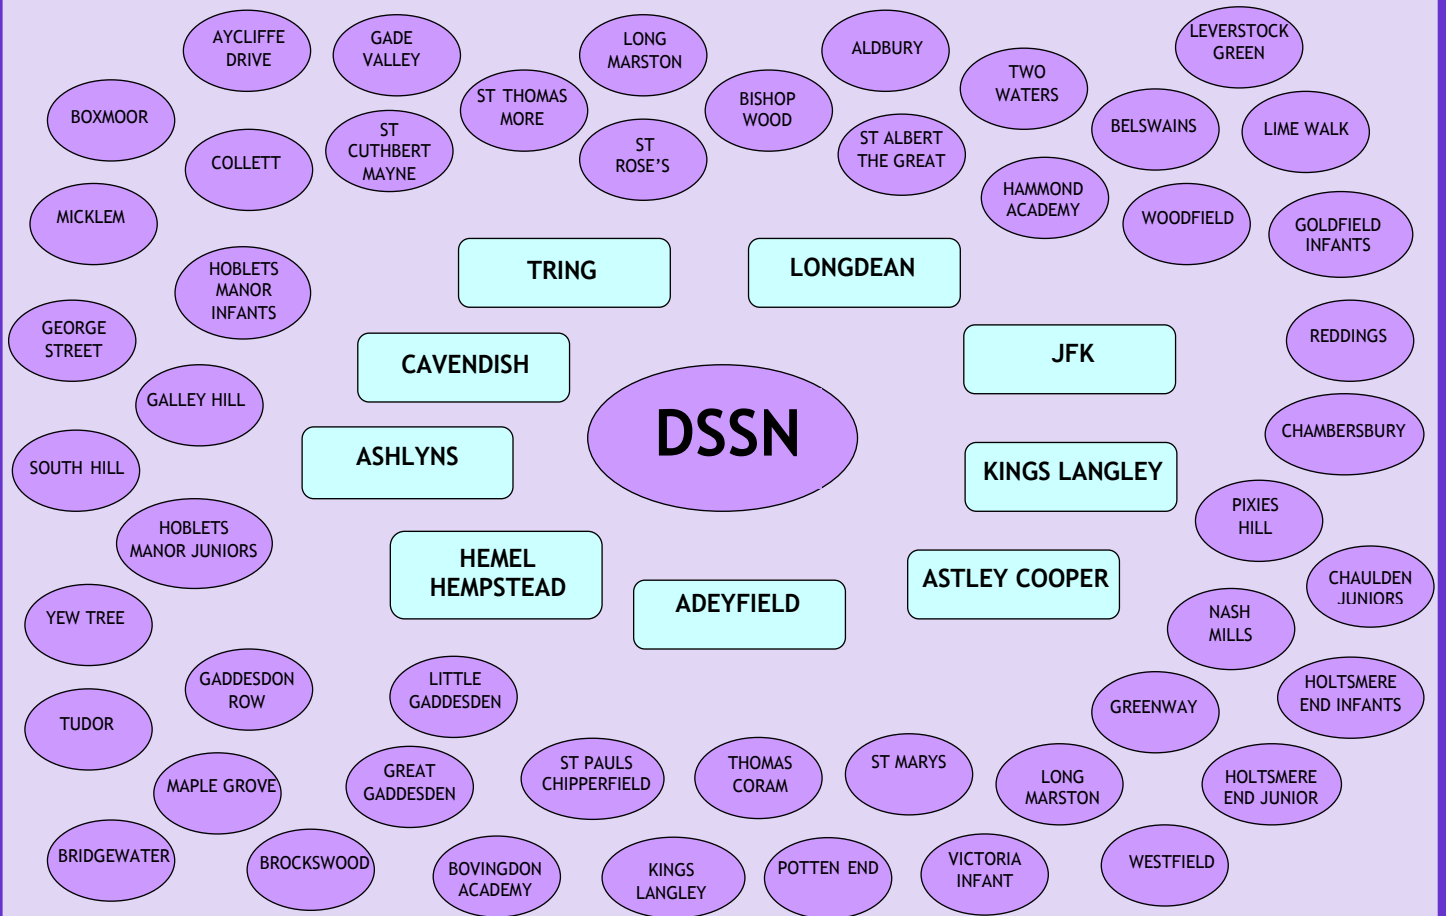 AYCLIFFE
DRIVE
GADE
VALLEY
LONG
MARSTON
ALDBURY
LEVERSTOCK
GREEN
BOXMOOR
ST THOMAS
MORE
BISHOP
WOOD
TWO
WATERS
BELSWAINS
LIME WALK
COLLETT
ST
CUTHBERT
MAYNE
ST
ROSE’S
ST ALBERT
THE GREAT
HAMMOND
ACADEMY
WOODFIELD
GOLDFIELD
INFANTS
MICKLEM
HOBLETS
MANOR
INFANTS
TRING
LONGDEAN
GEORGE
STREET
CAVENDISH
JFK
REDDINGS
GALLEY HILL
DSSN
CHAMBERSBURY
SOUTH HILL
ASHLYNS
KINGS LANGLEY
PIXIES
HILL
HOBLETS
MANOR JUNIORS
HEMEL
HEMPSTEAD
ADEYFIELD
ASTLEY COOPER
CHAULDEN
JUNIORS
YEW TREE
NASH
MILLS
GADDESDON
ROW
LITTLE
GADDESDEN
GREENWAY
HOLTSMERE
END INFANTS
TUDOR
MAPLE GROVE
GREAT
GADDESDEN
ST PAULS
CHIPPERFIELD
THOMAS
CORAM
ST MARYS
LONG
MARSTON
HOLTSMERE
END JUNIOR
BRIDGEWATER
BROCKSWOOD
BOVINGDON
ACADEMY
KINGS
LANGLEY
POTTEN END
VICTORIA
INFANT
WESTFIELD